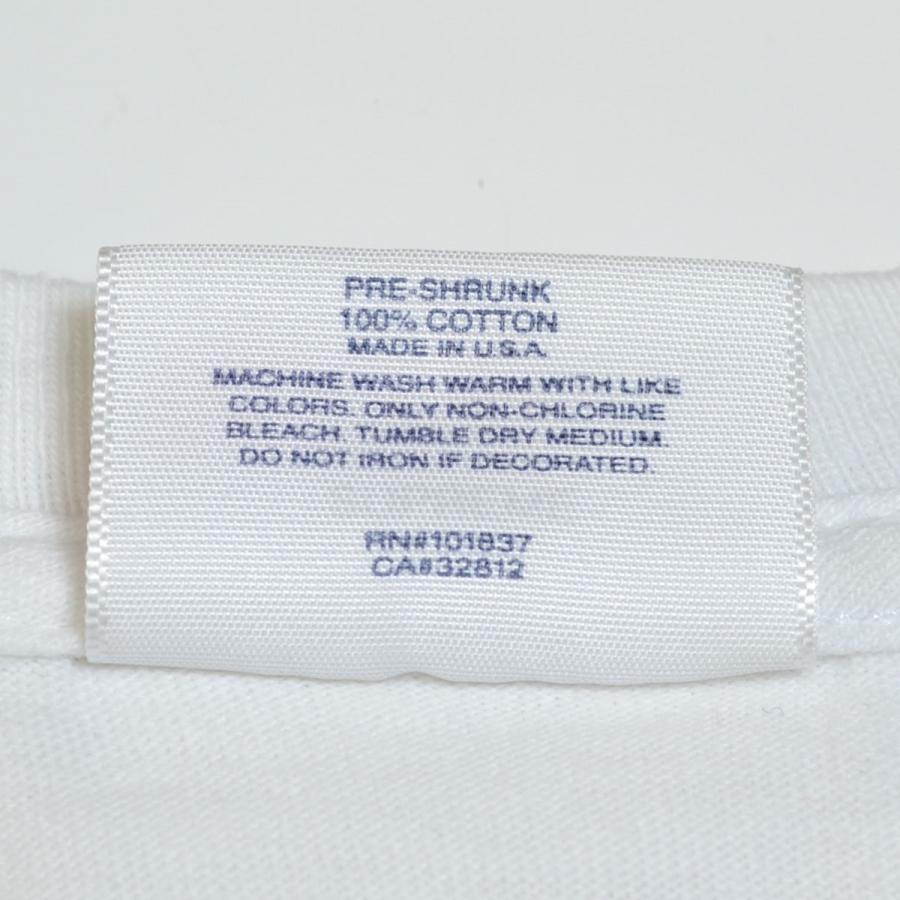 PRE-SHRUNK
100% COTTON
MADE IN U.S.A.
MACHINE WASH WARM WITH LIKE
COLORS. ONLY NON-CHLORINE
BLEACH. TUMBLE DRY MEDIUM.
DO NOT IRON IF DECORATED.
RN#101837
CA#32812